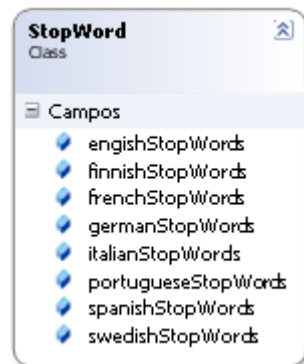 StopWord
Class
Campos
engishStopWords
finnishStopWords
frenchStopWords
germanStopWords
italianStopWords
portugueseStopWords
spanishStopWords
swedishStopWords